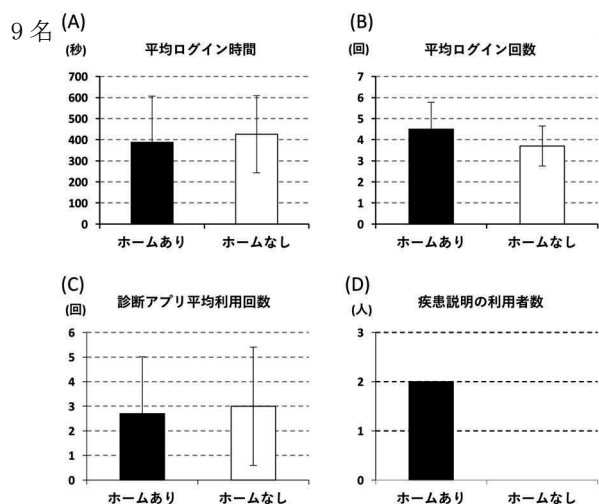 9名
(A)
(秒)
平均ログイン時間
700
600
500
400
300
200
100
0
ホームあり
ホームなし
(B)
(回)
平均ログイン回数
7
6
5
4
3
2
1
0
ホームあり
ホームなし
(C)
(回)
診断アプリ平均利用回数
6
5
4
3
2
1
0
ホームあり
ホームなし
(D)
(人)
疾患説明の利用者数
3
2
1
0
ホームあり
ホームなし